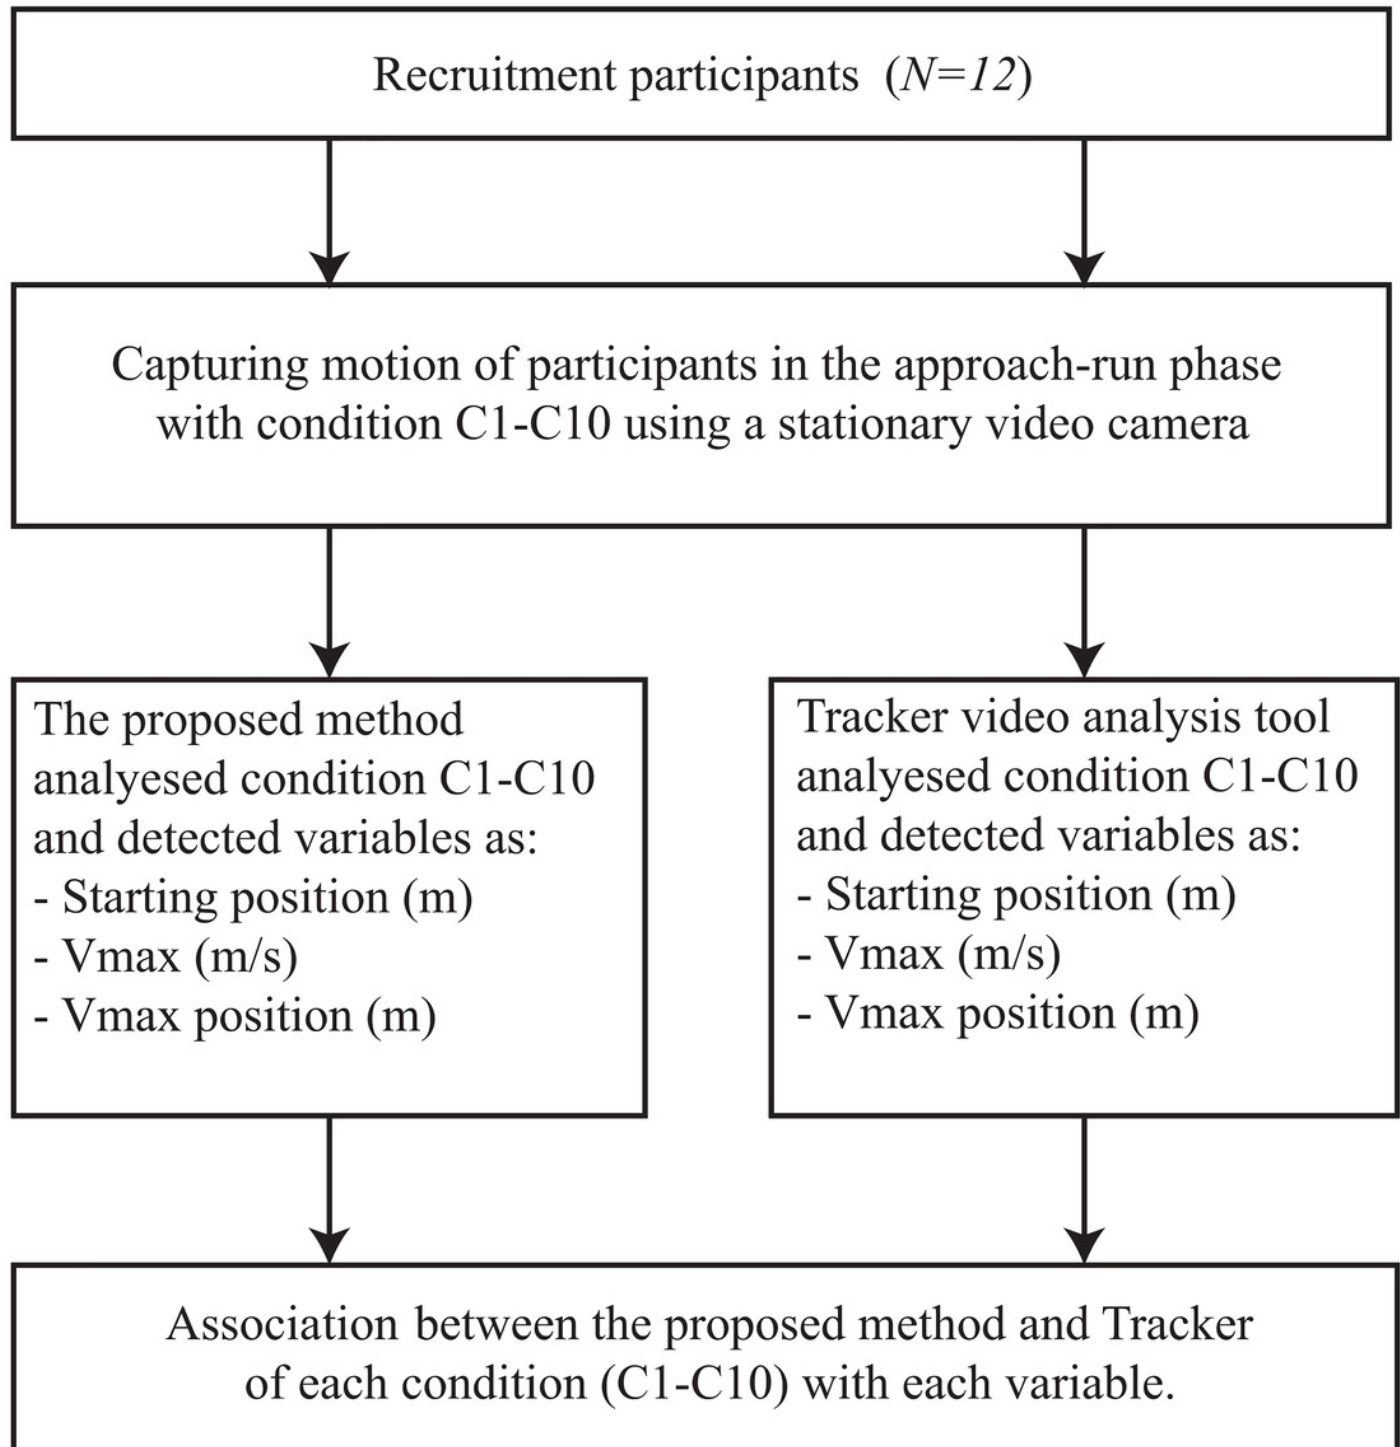 Recruitment participants (N=12)
Capturing motion of participants in the approach-run phase
with condition C1-C10 using a stationary video camera
The proposed method
analyesed condition C1-C10
and detected variables as:
- Starting position (m)
- Vmax (m/s)
- Vmax position (m)
Tracker video analysis tool
analyesed condition C1-C10
and detected variables as:
- Starting position (m)
- Vmax (m/s)
- Vmax position (m)
Association between the proposed method and Tracker
of each condition (C1-C10) with each variable.